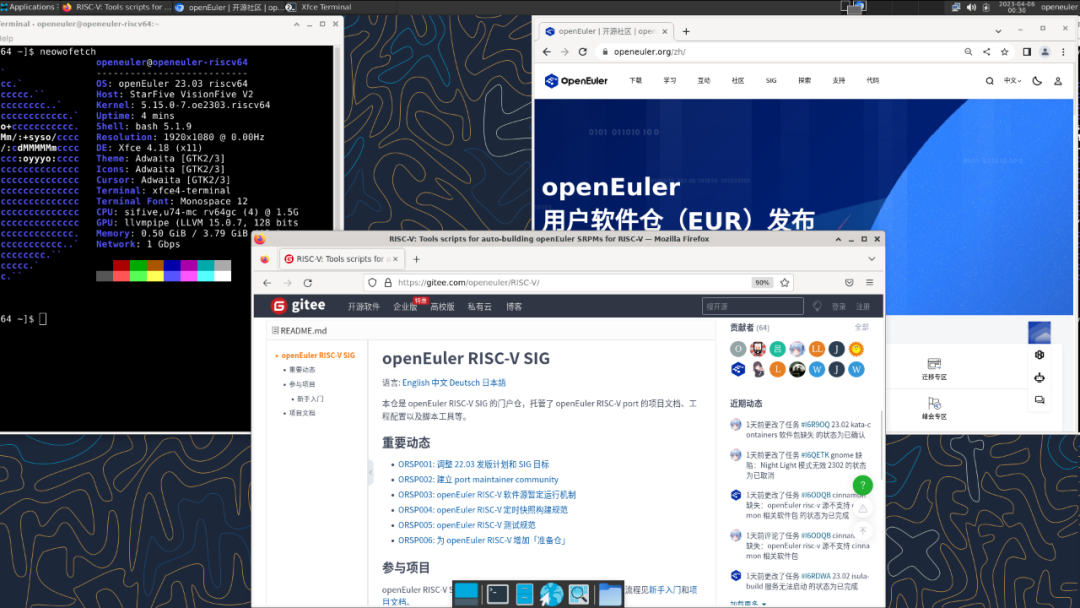 Applications
RISC-V: Tools scripts for ...
openEuler | 开源社区 | op...
Xfce Terminal
2023-04-06
00:30
openeuler
Terminal - openeuler@openeuler-riscv64:~
Help
64 ~]$ neowofetch
openeuler@openeuler-riscv64
---------------------------
OS: openEuler 23.03 riscv64
Host: StarFive VisionFive V2
Kernel: 5.15.0-7.oe2303.riscv64
Uptime: 4 mins
Shell: bash 5.1.9
Resolution: 1920x1080 @ 0.00Hz
DE: Xfce 4.18 (x11)
Theme: Adwaita [GTK2/3]
Icons: Adwaita [GTK2/3]
Cursor: Adwaita [GTK2/3]
Terminal: xfce4-terminal
Terminal Font: Monospace 12
CPU: sifive,u74-mc rv64gc (4) @ 1.5G
GPU: llvmpipe (LLVM 15.0.7, 128 bits
Memory: 0.50 GiB / 3.79 GiB
Network: 1 Gbps
64 ~]$
openEuler | 开源社区 | open
openeuler.org/zh/
OpenEuler
下载 学习 互动 社区 SIG 探索 支持 代码
中文
openEuler
用户软件仓（EUR）发布
迁移专区
峰会专区
RISC-V: Tools scripts for auto-building openEuler SRPMS for RISC-V — Mozilla Firefox
RISC-V: Tools scripts for
https://gitee.com/openeuler/RISC-V/
90%
gitee
开源软件 企业版 特惠 高校版 私有云 博客
搜开源
登录 注册
README.md
openEuler RISC-V SIG
重要动态
参与项目
新手入门
项目文档
openEuler RISC-V SIG
语言: English 中文 Deutsch 日本語
本仓是 openEuler RISC-V SIG 的门户仓，托管了 openEuler RISC-V port 的项目文档、工
程配置以及脚本工具等。
重要动态
ORSP001: 调整 22.03 发版计划和 SIG 目标
ORSP002: 建立 port maintainer community
ORSP003: openEuler RISC-V 软件源暂定运行机制
ORSP004: openEuler RISC-V 定时快照构建规范
ORSP005: openEuler RISC-V 测试规范
ORSP006: 为 openEuler RISC-V 增加「准备仓」
参与项目
openEuler RISC-V S
流程见新手入门和项
目文档。
贡献者 (64)
全部
近期动态
1天前更改了任务 #I6R9OQ 23.02 kata-c
ontainers 软件包缺失 的状态为已确认
1天前更改了任务 #I6QETK gnome 缺
陷：Night Light 模式无效 2302 的状态
为已取消
1天前更改了任务 #I6ODQB cinnamon
缺失：openEuler risc-v 源不支持 cinna
mon 相关软件包 的状态为已完成
1天前评论了任务 #I6ODQB cinnam
缺失：openEuler risc-v 源不支持 cinna
mon 相关软件包
1天前更改了任务 #I6RDWA 23.02 isula-
build 服务无法启动 的状态为已完成
加载更多